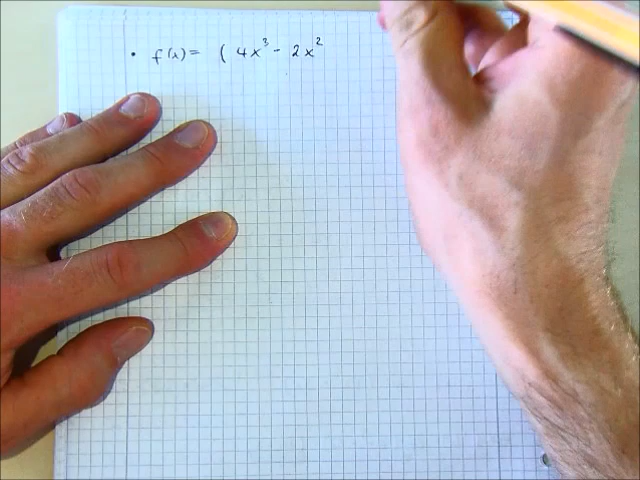 • f(x) = ( 4x³ - 2x²